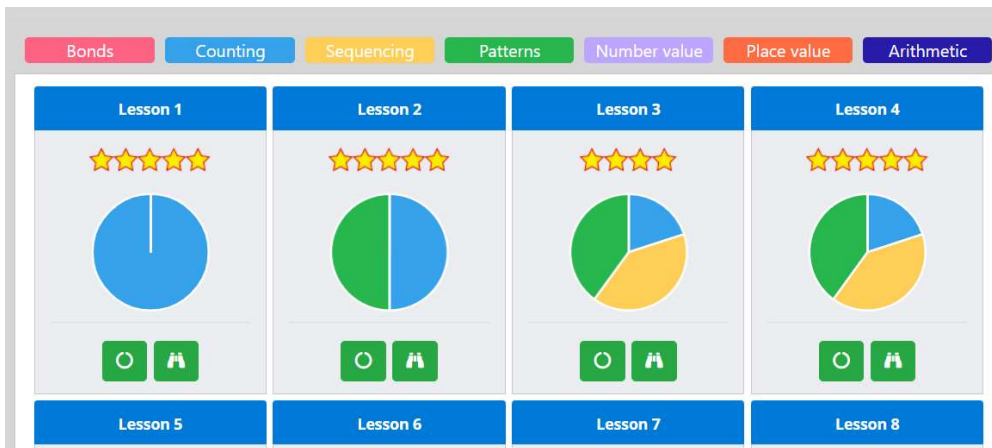 Bonds Counting Sequencing Patterns Number value Place value Arithmetic
Lesson 1 Lesson 2 Lesson 3 Lesson 4
Lesson 5 Lesson 6 Lesson 7 Lesson 8